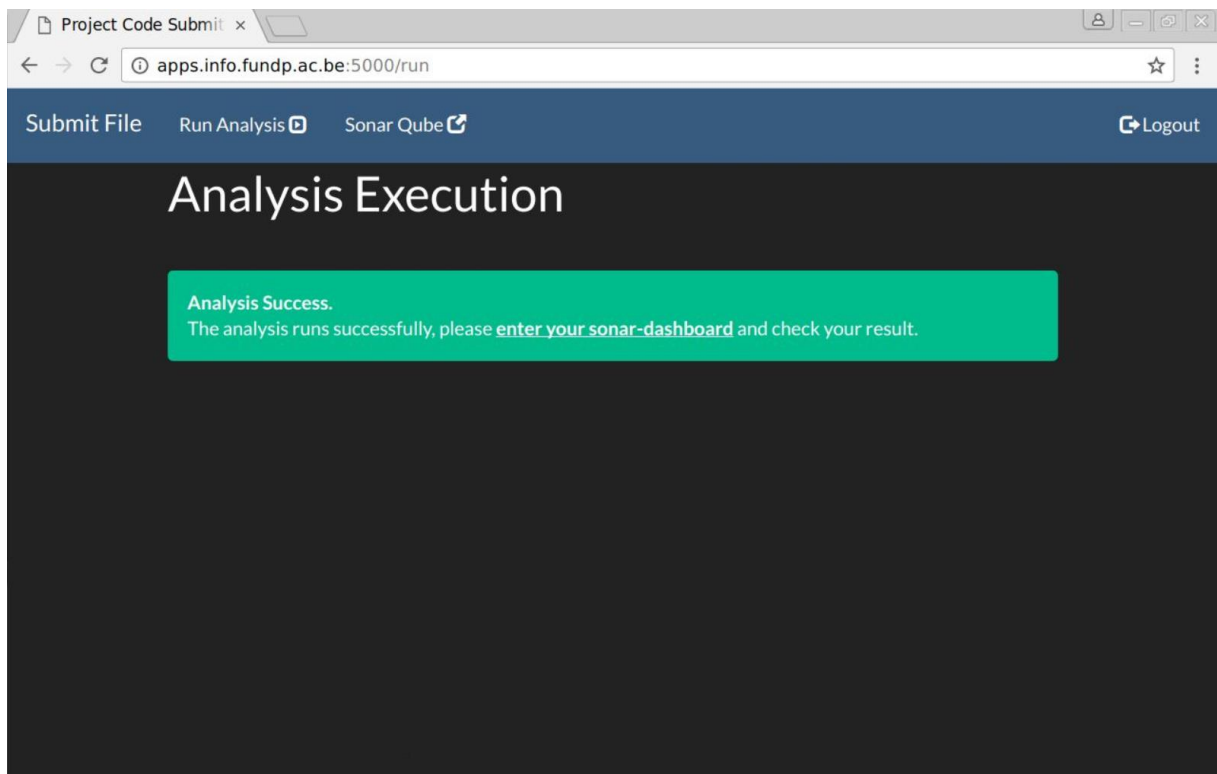 Project Code Submit
apps.info.fundp.ac.be:5000/run
Submit File Run Analysis Sonar Qube Logout
Analysis Execution
Analysis Success.
The analysis runs successfully, please enter your sonar-dashboard and check your result.